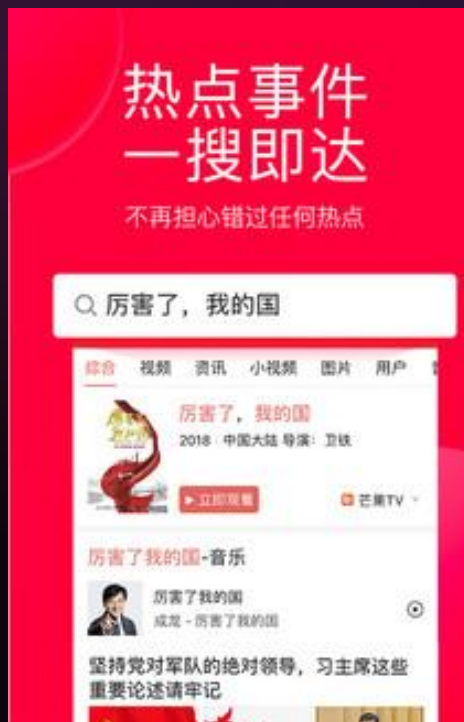 热点事件
一搜即达
不再担心错过任何热点
厉害了，我的国
综合 视频 资讯 小视频 图片 用户
厉害了，我的国
2018 中国大陆 导演：卫铁
立即观看
芒果TV
厉害了我的国-音乐
厉害了我的国
成龙 - 厉害了我的国
坚持党对军队的绝对领导，习主席这些
重要论述请牢记